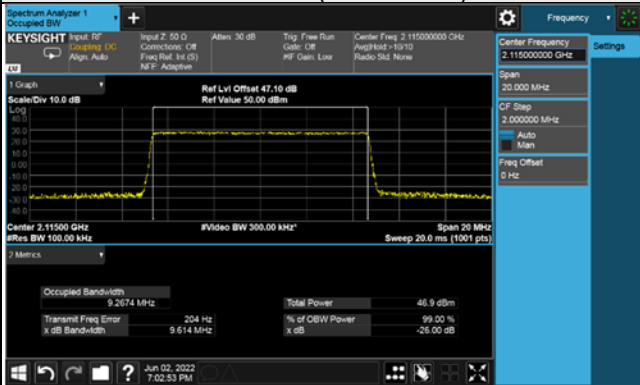 Spectrum Analyzer 1
Occupied BW
+
Frequency
KEYSIGHT
Input: RF
Coupling: DC
Align: Auto
Input Z: 50 Ω
Corrections: Off
Freq Ref: Int (S)
NFE: Adaptive
Atten: 30 dB
Trig: Free Run
Gate: Off
#IF Gain: Low
Center Freq: 2.115000000 GHz
Avg|Hold:>10/10
Radio Std: None
LXI
Center Frequency
2.115000000 GHz
Settings
Span
20.000 MHz
CF Step
2.000000 MHz
Auto
Man
Freq Offset
0 Hz
1 Graph
Scale/Div 10.0 dB
Ref Lvl Offset 47.10 dB
Ref Value 50.00 dBm
Log
40.0
30.0
20.0
10.0
0.00
-10.0
-20.0
-30.0
-40.0
Center 2.11500 GHz
#Res BW 100.00 kHz
#Video BW 300.00 kHz*
Span 20 MHz
Sweep 20.0 ms (1001 pts)
2 Metrics
Occupied Bandwidth
9.2674 MHz
Total Power 46.9 dBm
Transmit Freq Error 204 Hz
% of OBW Power 99.00 %
x dB Bandwidth 9.614 MHz
x dB -26.00 dB
?
Jun 02, 2022
7:02:53 PM